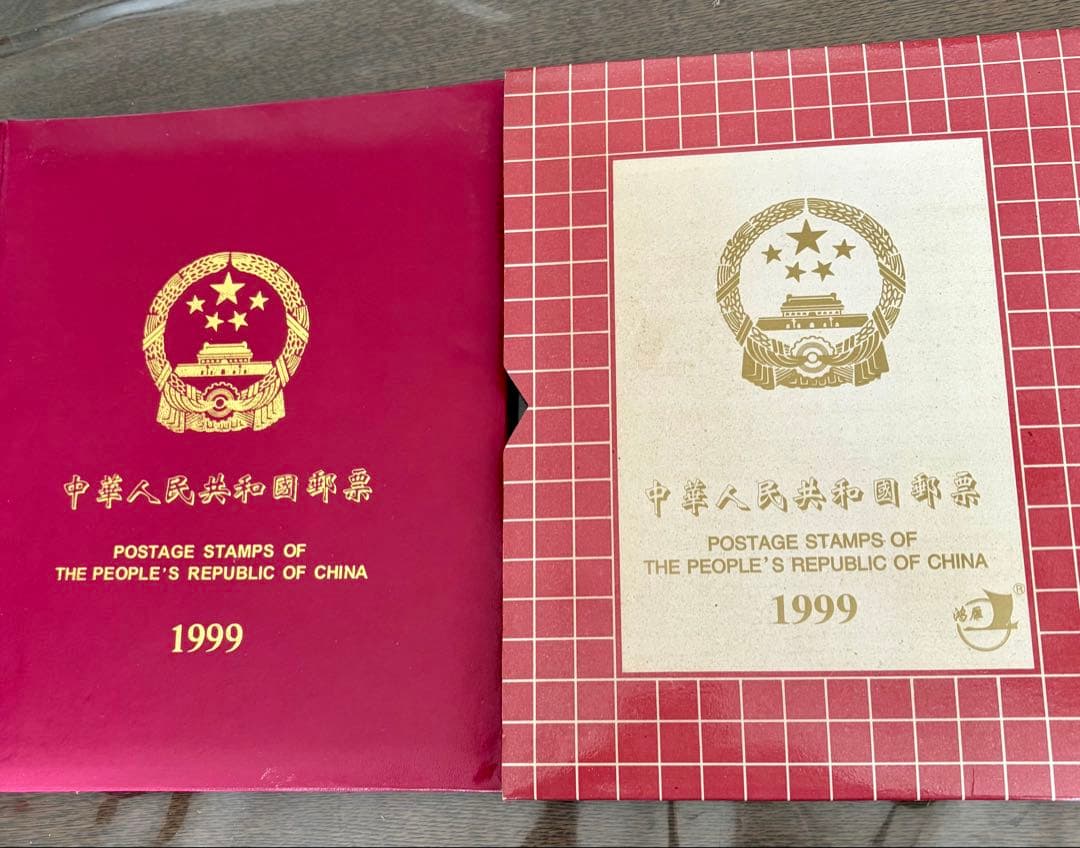 中華人民共和國郵票
POSTAGE STAMPS OF
THE PEOPLE'S REPUBLIC OF CHINA
1999
中華人民共和國郵票
POSTAGE STAMPS OF
THE PEOPLE'S REPUBLIC OF CHINA
1999
鴻雁
®